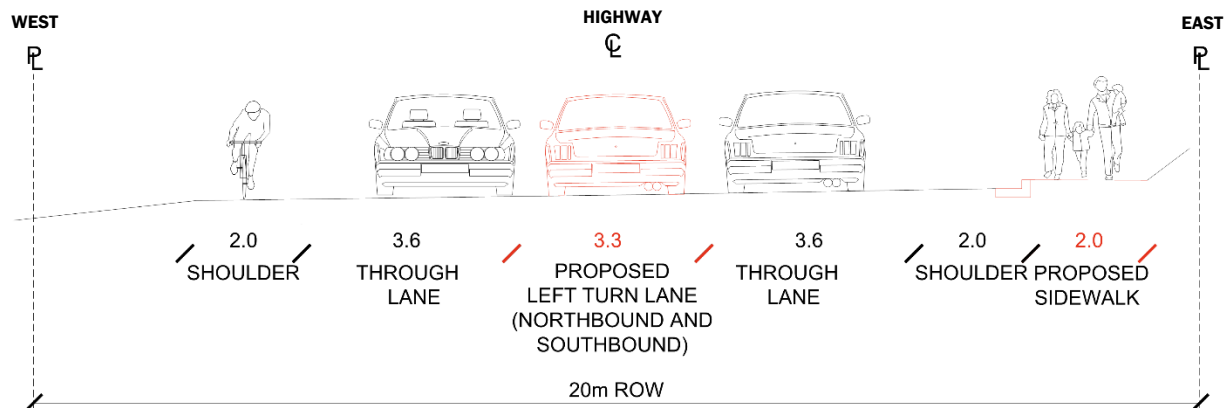 WEST
HIGHWAY
EAST
PL
CL
PL
2.0
SHOULDER
3.6
THROUGH
LANE
3.3
PROPOSED
LEFT TURN LANE
(NORTHBOUND AND
SOUTHBOUND)
3.6
THROUGH
LANE
2.0
SHOULDER
2.0
PROPOSED
SIDEWALK
20m ROW